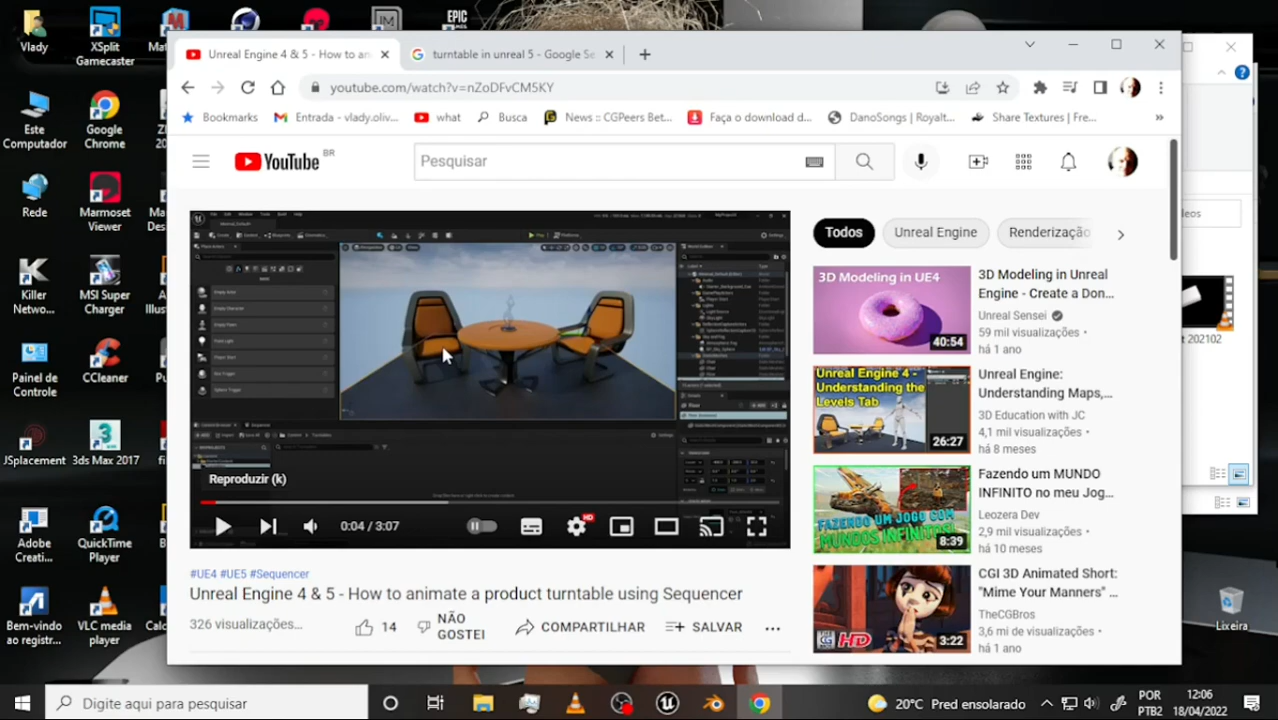 Vlady
XSplit
Gamecaster
EPIC
Este
Computador
Google
Chrome
Rede
Marmoset
Viewer
Killer
Netwo...
MSI Super
Charger
Painel de
Controle
CCleaner
JSplacement
3ds Max 2017
Adobe
Creati...
QuickTime
Player
Bem-vindo
ao registr...
VLC media
player
Unreal Engine 4 & 5 - How to an
turntable in unreal 5 - Google Se
youtube.com/watch?v=nZoDFvCM5KY
Bookmarks
Entrada - vlady.oliv...
what
Busca
News :: CGPeers Bet...
Faça o download d...
DanoSongs | Royalt...
Share Textures | Fre...
YouTube BR
Pesquisar
Reproduzir (k)
0:04 / 3:07
HD
#UE4 #UE5 #Sequencer
Unreal Engine 4 & 5 - How to animate a product turntable using Sequencer
326 visualizações...
14
NÃO
GOSTEI
COMPARTILHAR
SALVAR
Todos
Unreal Engine
Renderização
3D Modeling in UE4
40:54
3D Modeling in Unreal
Engine - Create a Don...
Unreal Sensei
59 mil visualizações •
há 1 ano
Unreal Engine 4 -
Understanding the
Levels Tab
26:27
Unreal Engine:
Understanding Maps,...
3D Education with JC
4,1 mil visualizações •
há 8 meses
FAZENDO UM JOGO COM
MUNDOS INFINITOS!
8:39
Fazendo um MUNDO
INFINITO no meu Jog...
Leozera Dev
2,9 mil visualizações •
há 10 meses
HD
3:22
CGI 3D Animated Short:
"Mime Your Manners" ...
TheCGBros
3,6 mi de visualizações •
há 1 ano
202102
Lixeira
Digite aqui para pesquisar
20°C Pred ensolarado
POR
PTB2
12:06
18/04/2022